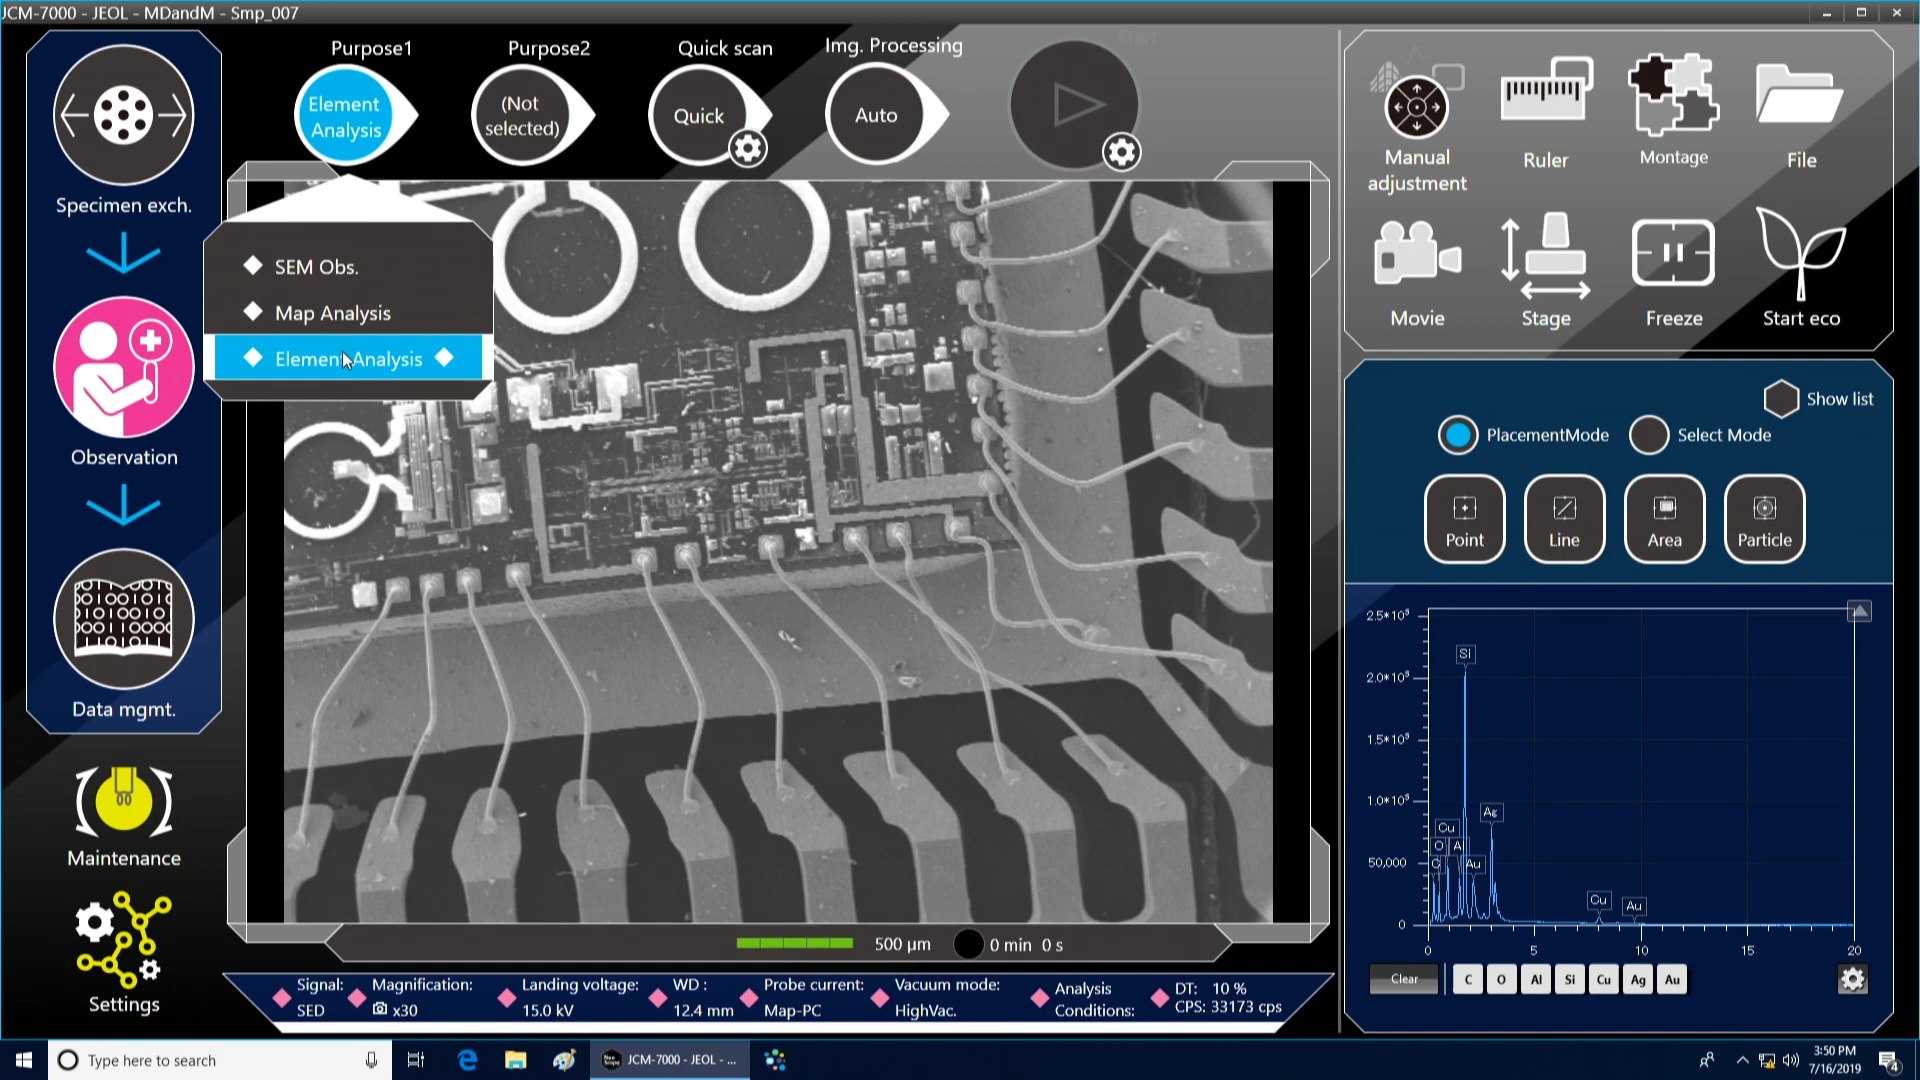 JCM-7000 - JEOL - MDandM - Smp_007
Purpose1
Purpose2
Quick scan
Img. Processing
Start
Element
Analysis
(Not
selected)
Quick
Auto
Specimen exch.
Observation
Data mgmt.
Maintenance
Settings
SEM Obs.
Map Analysis
Element Analysis
Manual
adjustment
Ruler
Montage
File
Movie
Stage
Freeze
Start eco
Show list
PlacementMode
Select Mode
Point
Line
Area
Particle
2.5*10⁵
2.0*10⁵
1.5*10⁵
1.0*10⁵
50,000
0
Si
Ag
Cu
O
A
C
Au
Cu
Au
0
5
10
15
20
Clear
C
O
Al
Si
Cu
Ag
Au
500 µm
0 min 0 s
Signal:
SED
Magnification:
x30
Landing voltage:
15.0 kV
WD :
12.4 mm
Probe current:
Map-PC
Vacuum mode:
HighVac.
Analysis
Conditions:
DT: 10 %
CPS: 33173 cps
Type here to search
JCM-7000 - JEOL - ...
3:50 PM
7/16/2019
4